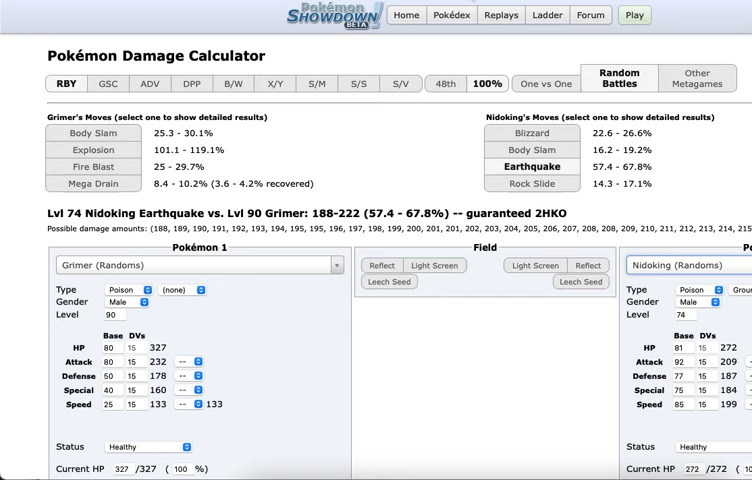 Pokémon Showdown! BETA Home Pokédex Replays Ladder Forum Play
Pokémon Damage Calculator
RBY GSC ADV DPP B/W X/Y S/M S/S S/V 48th 100% One vs One Random Battles Other Metagames
Grimer's Moves (select one to show detailed results)
Body Slam 25.3 - 30.1%
Explosion 101.1 - 119.1%
Fire Blast 25 - 29.7%
Mega Drain 8.4 - 10.2% (3.6 - 4.2% recovered)
Nidoking's Moves (select one to show detailed results)
Blizzard 22.6 - 26.6%
Body Slam 16.2 - 19.2%
Earthquake 57.4 - 67.8%
Rock Slide 14.3 - 17.1%
Lvl 74 Nidoking Earthquake vs. Lvl 90 Grimer: 188-222 (57.4 - 67.8%) -- guaranteed 2HKO
Possible damage amounts: (188, 189, 190, 191, 192, 193, 194, 195, 195, 196, 197, 198, 199, 200, 201, 201, 202, 203, 204, 205, 206, 207, 208, 208, 209, 210, 211, 212, 213, 214, 215
Pokémon 1
Grimer (Randoms)
Type Poison (none)
Gender Male
Level 90
Base DVs
HP 80 15 327
Attack 80 15 232 --
Defense 50 15 178 --
Special 40 15 160 --
Speed 25 15 133 -- 133
Status Healthy
Current HP 327 /327 ( 100 %)
Field
Reflect Light Screen Light Screen Reflect
Leech Seed Leech Seed
Po
Nidoking (Randoms)
Type Poison Groun
Gender Male
Level 74
Base DVs
HP 81 15 272
Attack 92 15 209 -
Defense 77 15 187 -
Special 75 15 184 -
Speed 85 15 199 -
Status Healthy
Current HP 272 /272 ( 10